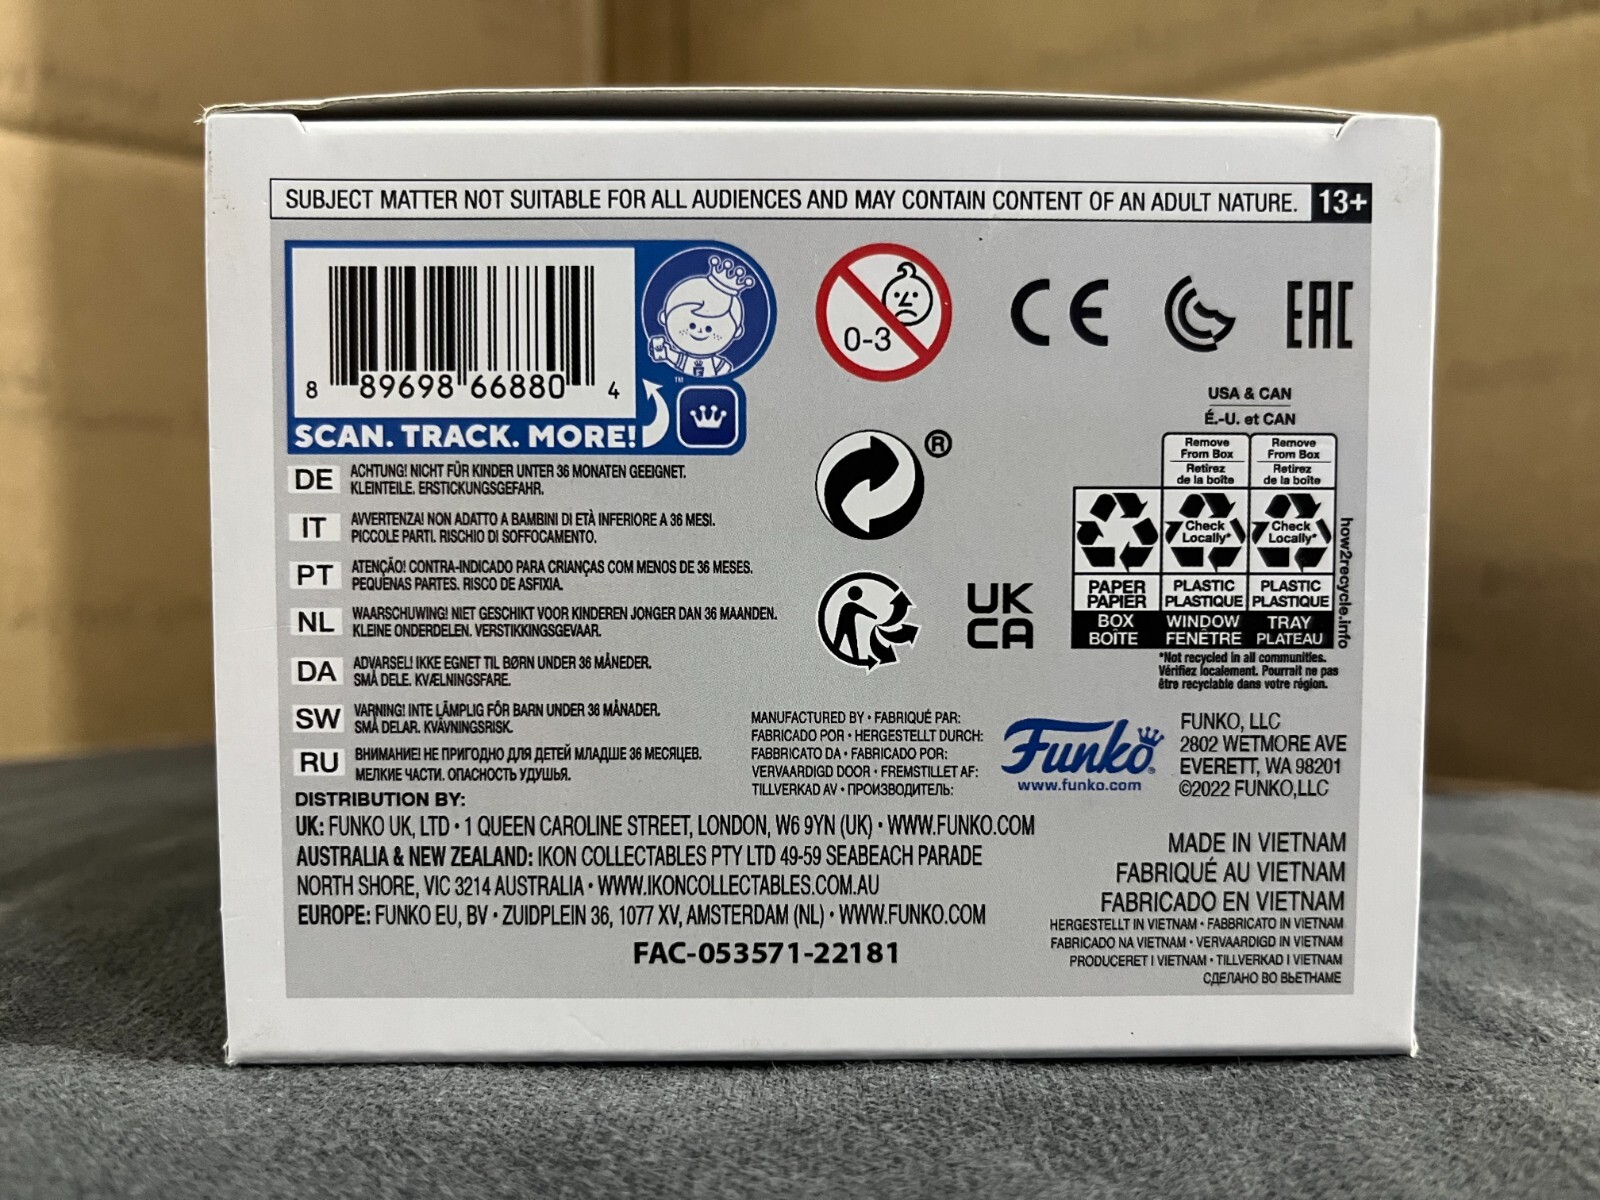 SUBJECT MATTER NOT SUITABLE FOR ALL AUDIENCES AND MAY CONTAIN CONTENT OF AN ADULT NATURE. 13+
8 89698 66880 4
™
SCAN. TRACK. MORE!
0-3
CE
EAC
USA & CAN
É.-U. et CAN
Remove From Box
Retirez de la boîte
Remove From Box
Retirez de la boîte
Check Locally*
Check Locally*
PAPER PAPIER
PLASTIC PLASTIQUE
PLASTIC PLASTIQUE
BOX BOÎTE
WINDOW FENÊTRE
TRAY PLATEAU
how2recycle.info
*Not recycled in all communities.
Vérifiez localement. Pourrait ne pas
être recyclable dans votre région.
®
UK
CA
DE ACHTUNG! NICHT FÜR KINDER UNTER 36 MONATEN GEEIGNET.
KLEINTEILE. ERSTICKUNGSGEFAHR.
IT AVVERTENZA! NON ADATTO A BAMBINI DI ETÀ INFERIORE A 36 MESI.
PICCOLE PARTI. RISCHIO DI SOFFOCAMENTO.
PT ATENÇÃO! CONTRA-INDICADO PARA CRIANÇAS COM MENOS DE 36 MESES.
PEQUENAS PARTES. RISCO DE ASFIXIA.
NL WAARSCHUWING! NIET GESCHIKT VOOR KINDEREN JONGER DAN 36 MAANDEN.
KLEINE ONDERDELEN. VERSTIKKINGSGEVAAR.
DA ADVARSEL! IKKE EGNET TIL BØRN UNDER 36 MÅNEDER.
SMÅ DELE. KVÆLNINGSFARE.
SW VARNING! INTE LÄMPLIG FÖR BARN UNDER 36 MÅNADER.
SMÅ DELAR. KVÄVNINGSRISK.
RU ВНИМАНИЕ! НЕ ПРИГОДНО ДЛЯ ДЕТЕЙ МЛАДШЕ 36 МЕСЯЦЕВ.
МЕЛКИЕ ЧАСТИ. ОПАСНОСТЬ УДУШЬЯ.
MANUFACTURED BY • FABRIQUÉ PAR:
FABRICADO POR • HERGESTELLT DURCH:
FABBRICATO DA • FABRICADO POR:
VERVAARDIGD DOOR • FREMSTILLET AF:
TILLVERKAD AV • ПРОИЗВОДИТЕЛЬ:
Funko®
www.funko.com
FUNKO, LLC
2802 WETMORE AVE
EVERETT, WA 98201
©2022 FUNKO,LLC
DISTRIBUTION BY:
UK: FUNKO UK, LTD • 1 QUEEN CAROLINE STREET, LONDON, W6 9YN (UK) • WWW.FUNKO.COM
AUSTRALIA & NEW ZEALAND: IKON COLLECTABLES PTY LTD 49-59 SEABEACH PARADE
NORTH SHORE, VIC 3214 AUSTRALIA • WWW.IKONCOLLECTABLES.COM.AU
EUROPE: FUNKO EU, BV • ZUIDPLEIN 36, 1077 XV, AMSTERDAM (NL) • WWW.FUNKO.COM
FAC-053571-22181
MADE IN VIETNAM
FABRIQUÉ AU VIETNAM
FABRICADO EN VIETNAM
HERGESTELLT IN VIETNAM • FABBRICATO IN VIETNAM
FABRICADO NA VIETNAM • VERVAARDIGD IN VIETNAM
PRODUCERET I VIETNAM • TILLVERKAD I VIETNAM
СДЕЛАНО ВО ВЬЕТНАМЕ